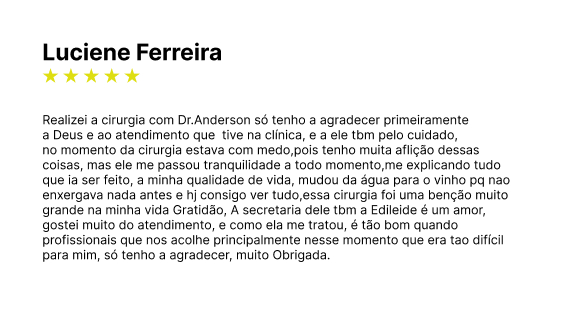 Luciene Ferreira
★★★★★
Realizei a cirurgia com Dr.Anderson só tenho a agradecer primeiramente
a Deus e ao atendimento que  tive na clínica, e a ele tbm pelo cuidado,
no momento da cirurgia estava com medo,pois tenho muita aflição dessas
coisas, mas ele me passou tranquilidade a todo momento,me explicando tudo
que ia ser feito, a minha qualidade de vida, mudou da água para o vinho pq nao
enxergava nada antes e hj consigo ver tudo,essa cirurgia foi uma benção muito
grande na minha vida Gratidão, A secretaria dele tbm a Edileide é um amor,
gostei muito do atendimento, e como ela me tratou, é tão bom quando
profissionais que nos acolhe principalmente nesse momento que era tao difícil
para mim, só tenho a agradecer, muito Obrigada.